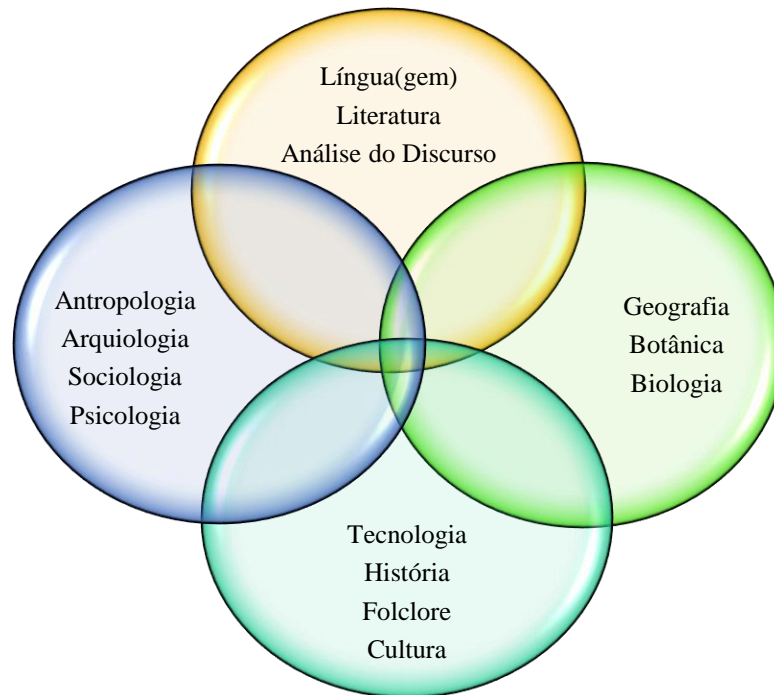 Língua(gem)
Literatura
Análise do Discurso
Antropologia
Arquiologia
Sociologia
Psicologia
Geografia
Botânica
Biologia
Tecnologia
História
Folclore
Cultura